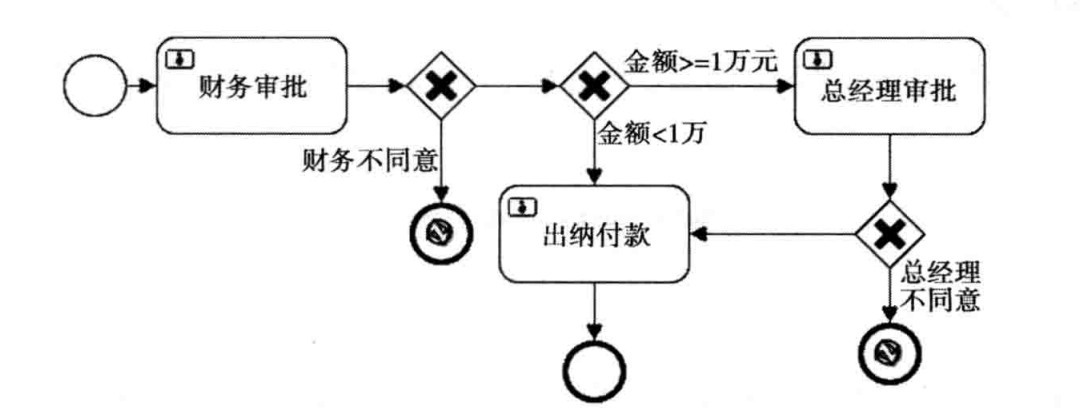 财务审批
金额>=1万元
总经理审批
财务不同意
金额<1万
出纳付款
总经理
不同意